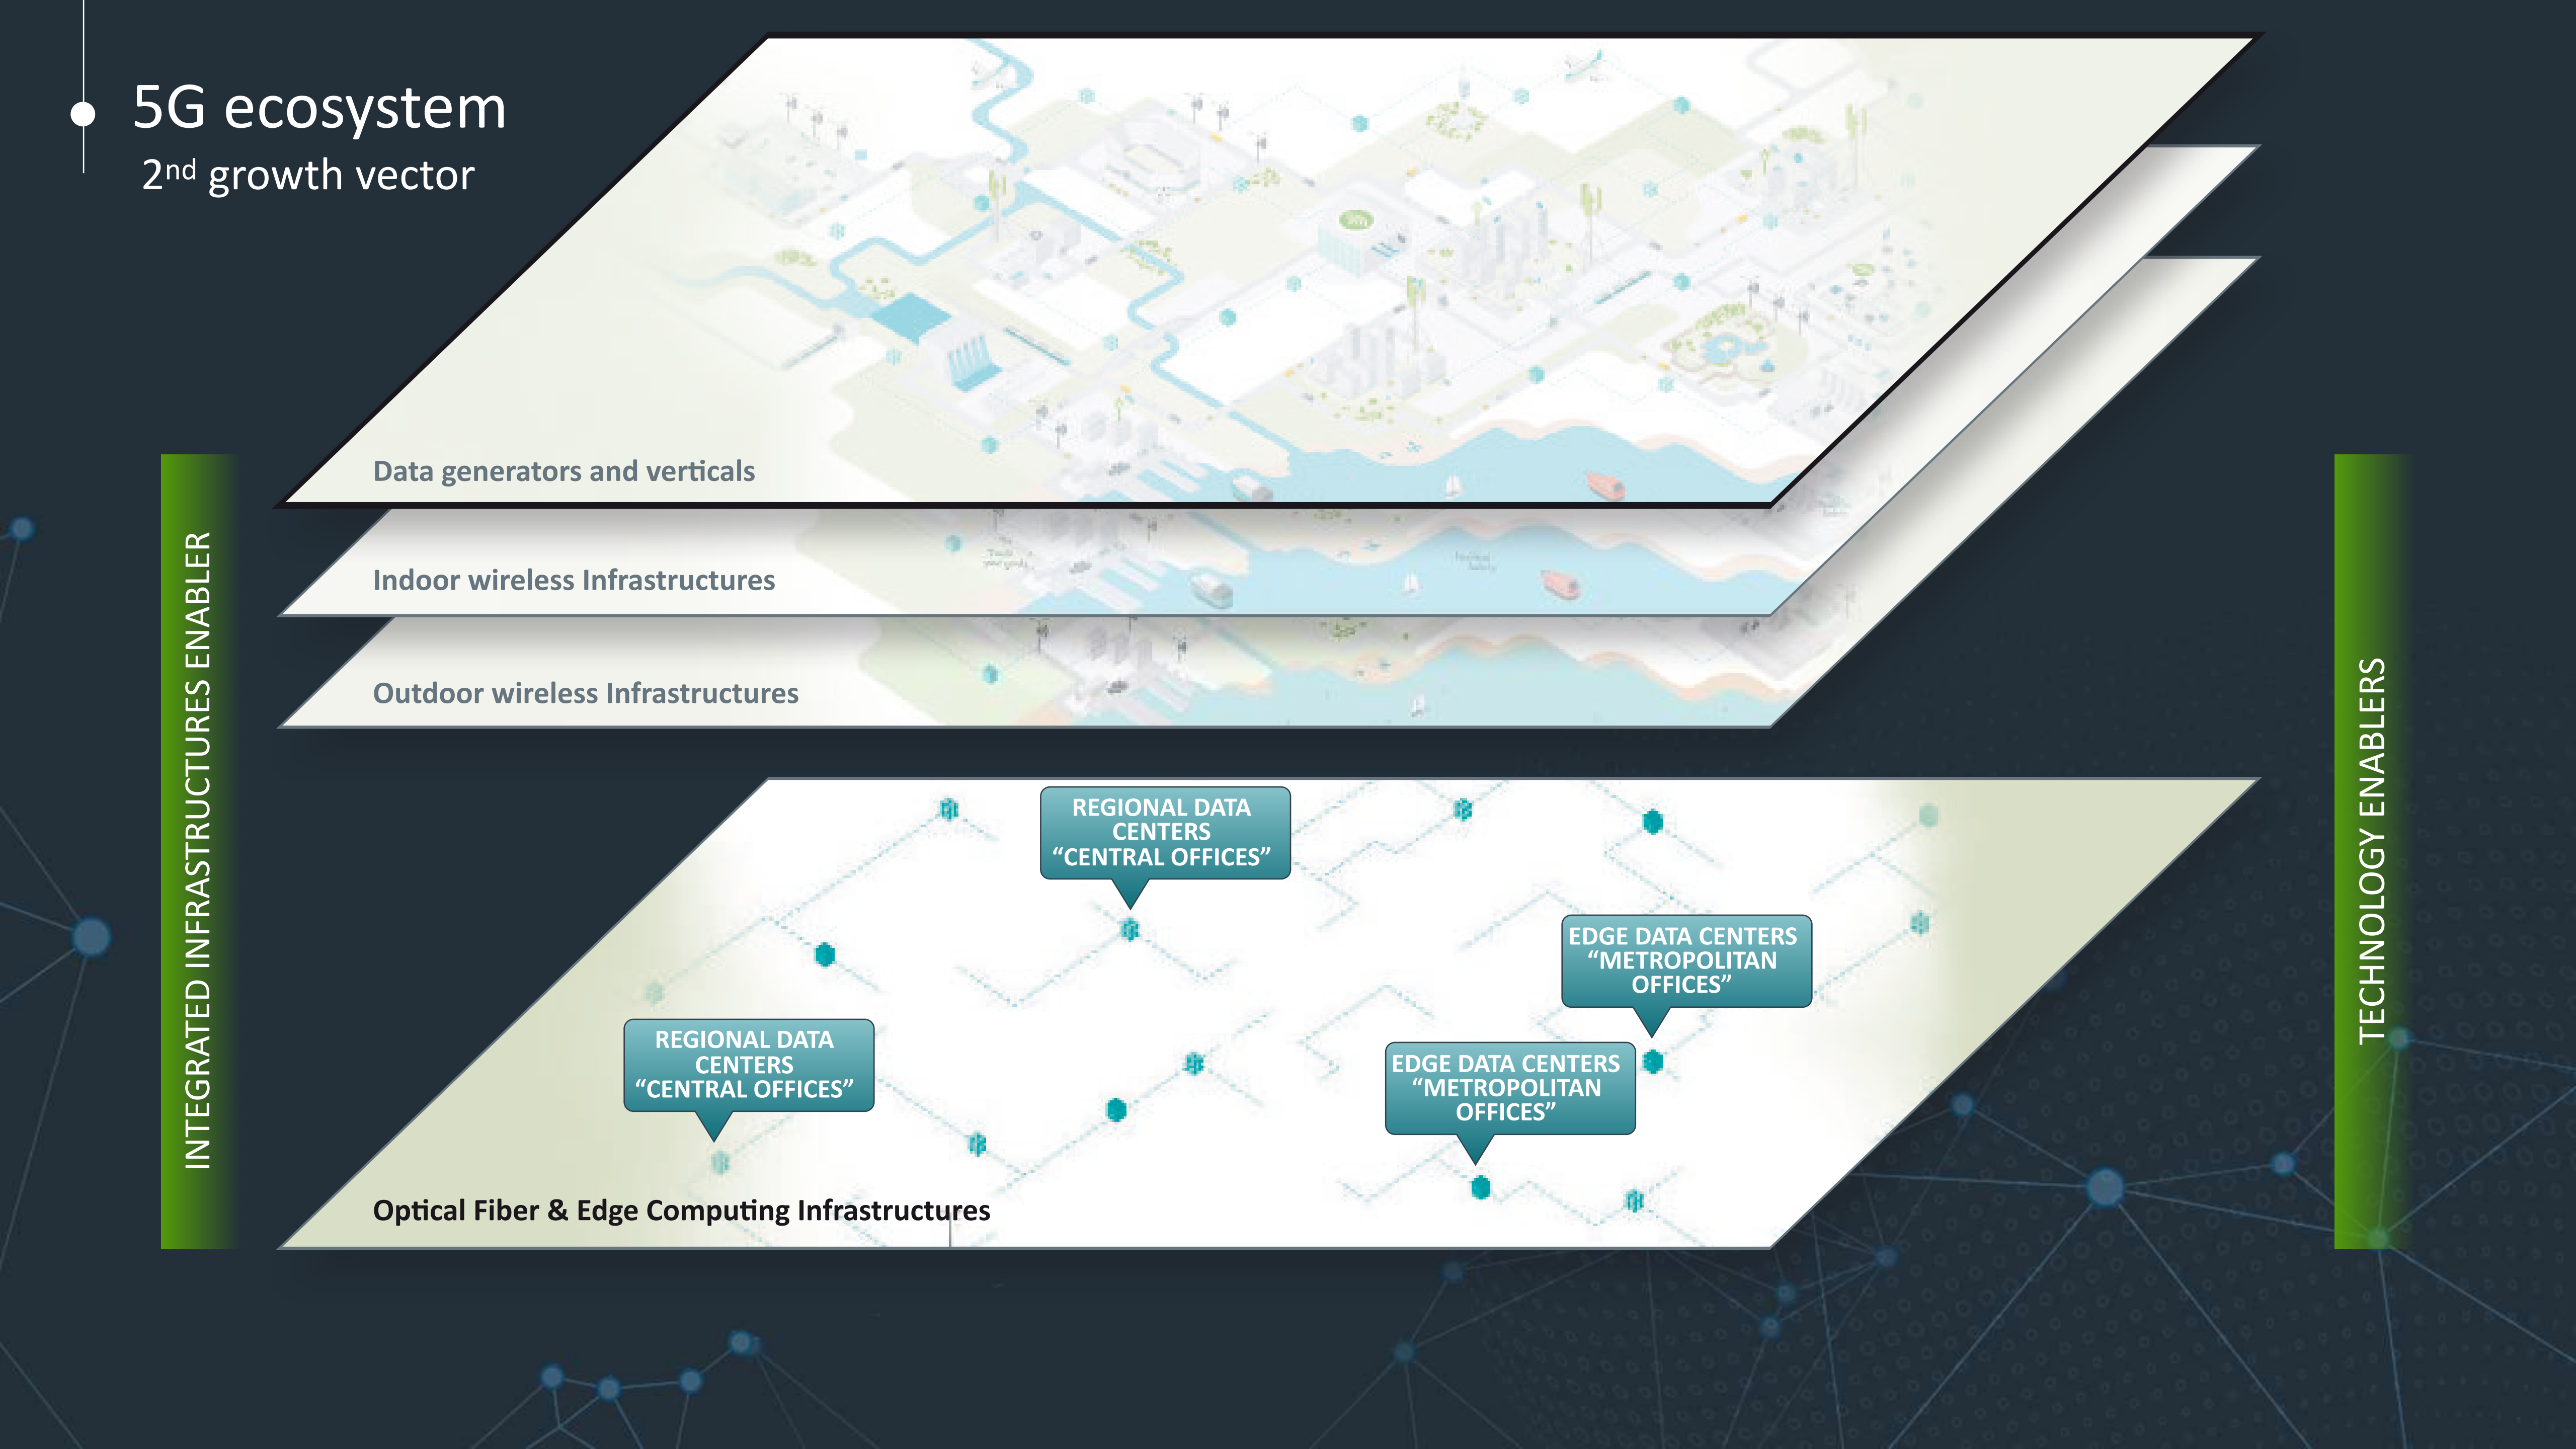 5G ecosystem
2nd growth vector
Data generators and verticals
Indoor wireless Infrastructures
Outdoor wireless Infrastructures
INTEGRATED INFRASTRUCTURES ENABLER
TECHNOLOGY ENABLERS
REGIONAL DATA
CENTERS
“CENTRAL OFFICES”
EDGE DATA CENTERS
“METROPOLITAN
OFFICES”
REGIONAL DATA
CENTERS
“CENTRAL OFFICES”
EDGE DATA CENTERS
“METROPOLITAN
OFFICES”
Optical Fiber & Edge Computing Infrastructures